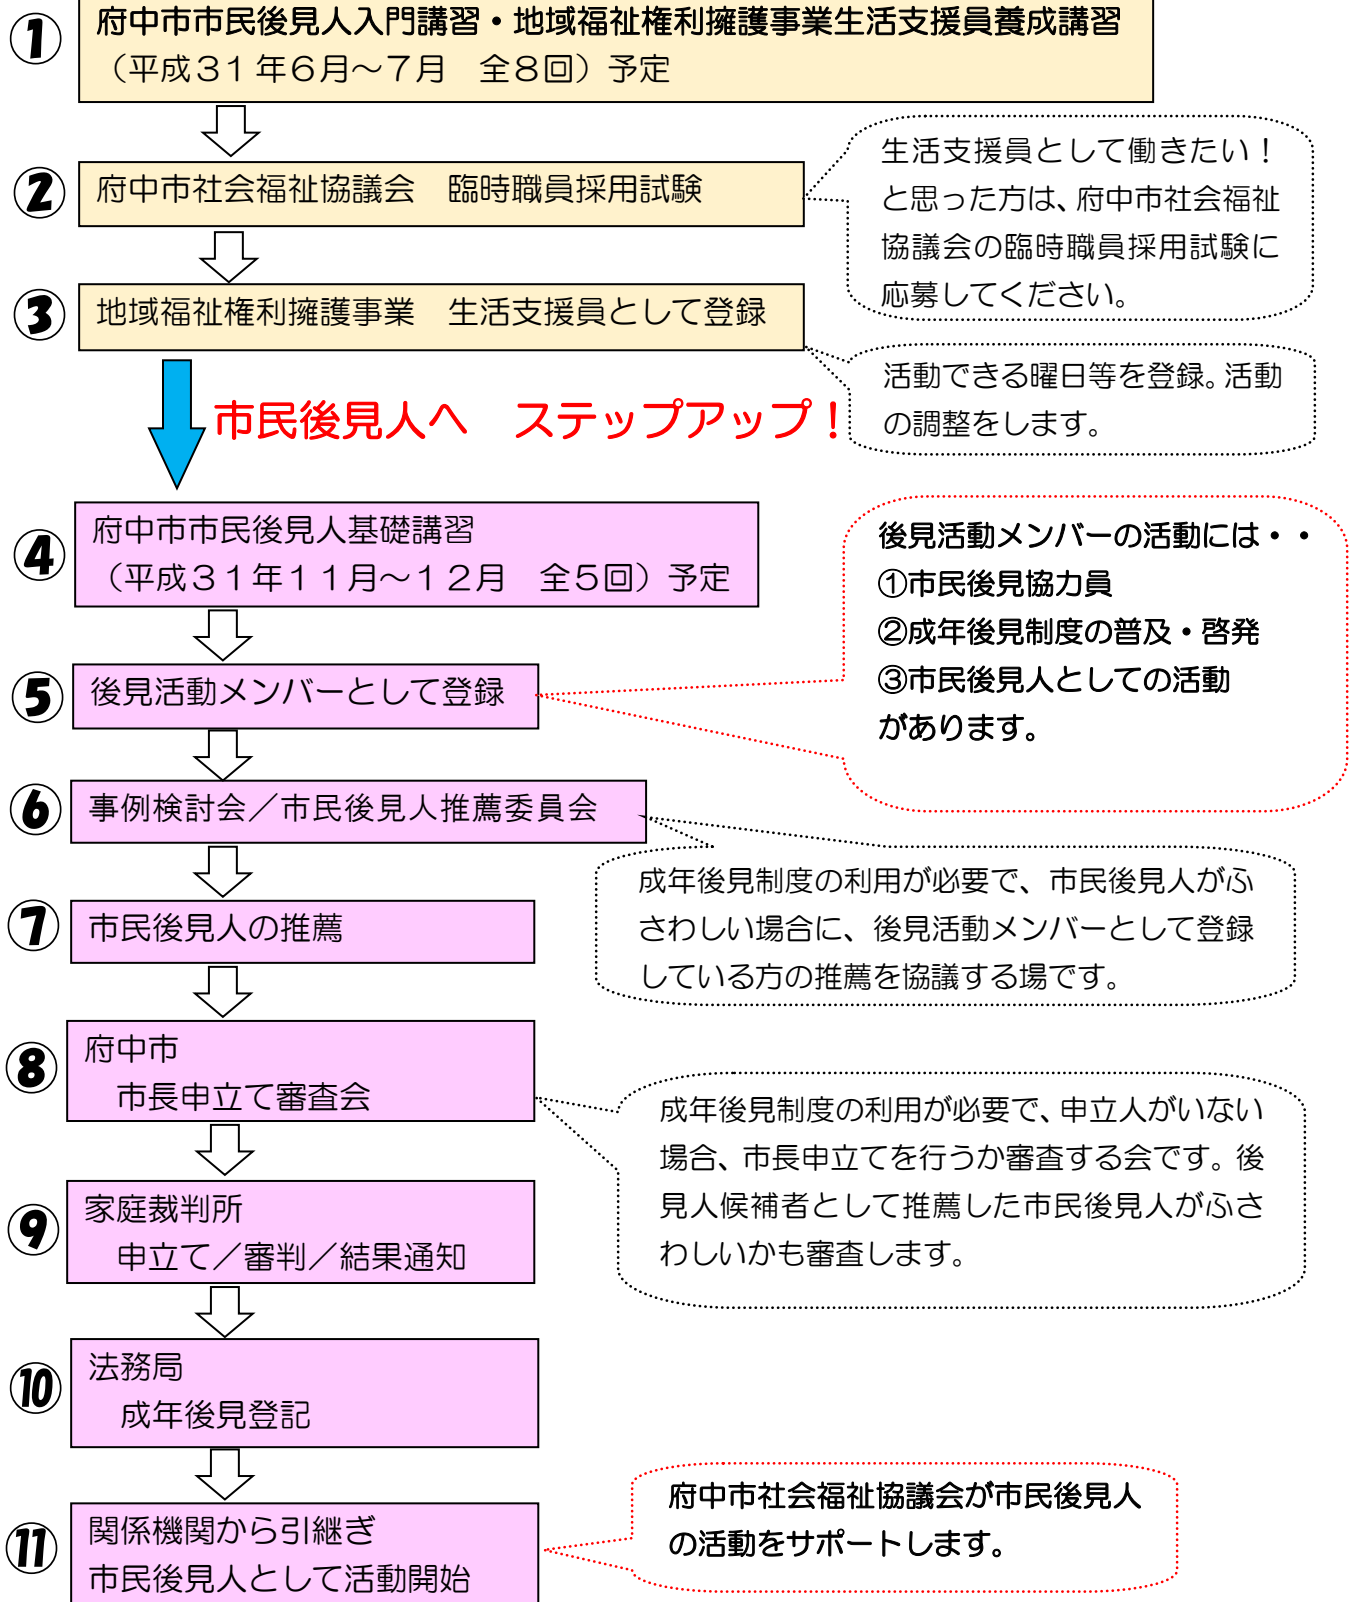 ①
府中市市民後見人入門講習・地域福祉権利擁護事業生活支援員養成講習
（平成３１年６月～７月　全８回）予定
②
府中市社会福祉協議会　臨時職員採用試験
生活支援員として働きたい！
と思った方は、府中市社会福祉
協議会の臨時職員採用試験に
応募してください。
③
地域福祉権利擁護事業　生活支援員として登録
活動できる曜日等を登録。活動
の調整をします。
市民後見人へ　ステップアップ！
④
府中市市民後見人基礎講習
（平成３１年１１月～１２月　全５回）予定
後見活動メンバーの活動には・・
①市民後見協力員
②成年後見制度の普及・啓発
③市民後見人としての活動
があります。
⑤
後見活動メンバーとして登録
⑥
事例検討会／市民後見人推薦委員会
成年後見制度の利用が必要で、市民後見人がふ
さわしい場合に、後見活動メンバーとして登録
している方の推薦を協議する場です。
⑦
市民後見人の推薦
⑧
府中市
市長申立て審査会
成年後見制度の利用が必要で、申立人がいない
場合、市長申立てを行うか審査する会です。後
見人候補者として推薦した市民後見人がふさ
わしいかも審査します。
⑨
家庭裁判所
申立て／審判／結果通知
⑩
法務局
成年後見登記
⑪
関係機関から引継ぎ
市民後見人として活動開始
府中市社会福祉協議会が市民後見人
の活動をサポートします。